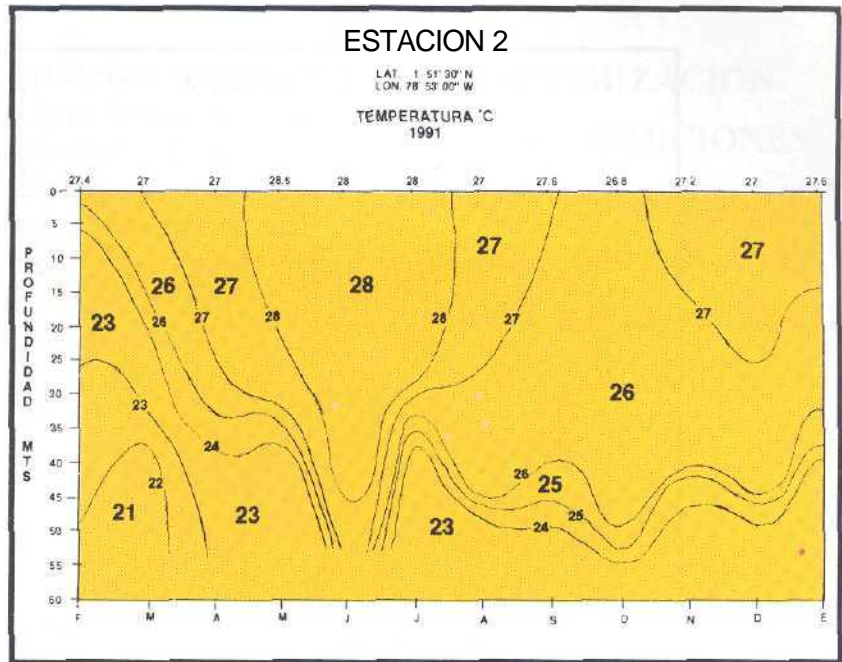 ESTACION 2
LAT. 1 51' 30" N
LON. 78 53' 00" W
TEMPERATURA °C
1991
27.4 27 27 28.5 28 28 27 27.6 26.8 27.2 27 27.6
PROFUNDIDAD MTS
0
5
10
15
20
25
30
35
40
45
50
55
60
27 27
26 27 28
23 26 27 28 28 27 27
26
23
24
22 26 25
21 23 23 25 24
F M A M J J A S O N D E